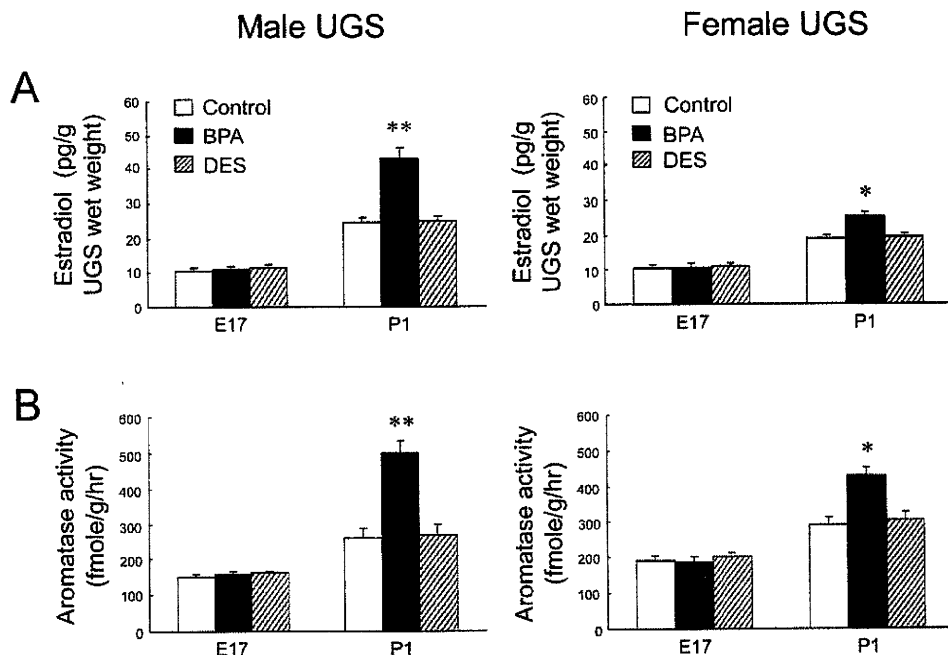 Male UGS
Female UGS
A
Estradiol (pg/g
UGS wet weight)
60
50
40
30
20
10
0
Control
BPA
DES
**
E17
P1
Estradiol (pg/g
UGS wet weight)
60
50
40
30
20
10
0
Control
BPA
DES
*
E17
P1
B
Aromatase activity
(fmole/g/hr)
600
500
400
300
200
100
0
**
E17
P1
Aromatase activity
(fmole/g/hr)
600
500
400
300
200
100
0
*
E17
P1